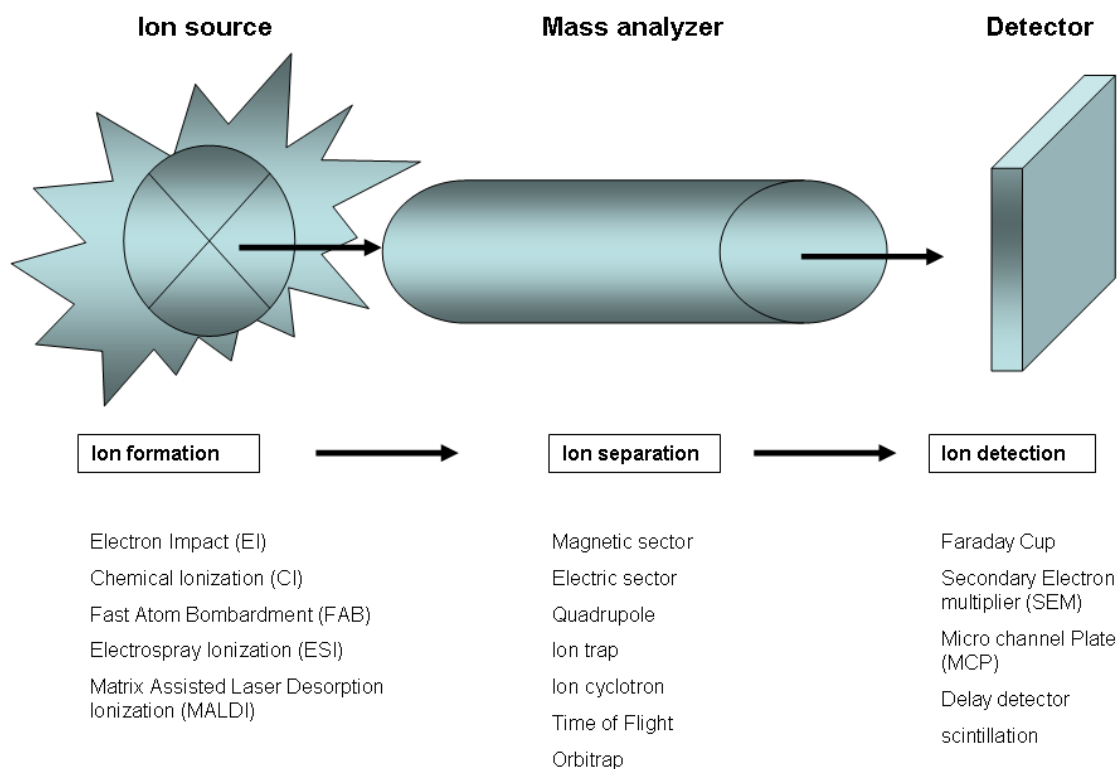 Ion source
Mass analyzer
Detector
Ion formation
Ion separation
Ion detection
Electron Impact (EI)
Chemical Ionization (CI)
Fast Atom Bombardment (FAB)
Electrospray Ionization (ESI)
Matrix Assisted Laser Desorption
Ionization (MALDI)
Magnetic sector
Electric sector
Quadrupole
Ion trap
Ion cyclotron
Time of Flight
Orbitrap
Faraday Cup
Secondary Electron
multiplier (SEM)
Micro channel Plate
(MCP)
Delay detector
scintillation